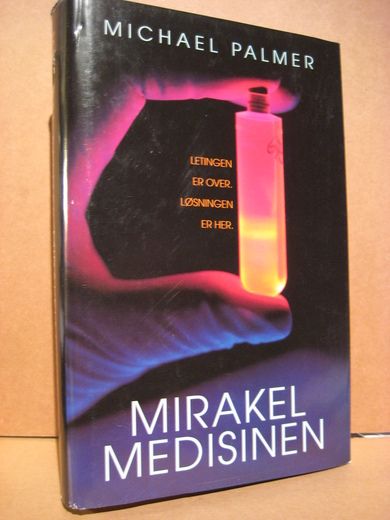 MICHAEL PALMER
LETINGEN
ER OVER.
LØSNINGEN
ER HER.
MIRAKEL
MEDISINEN